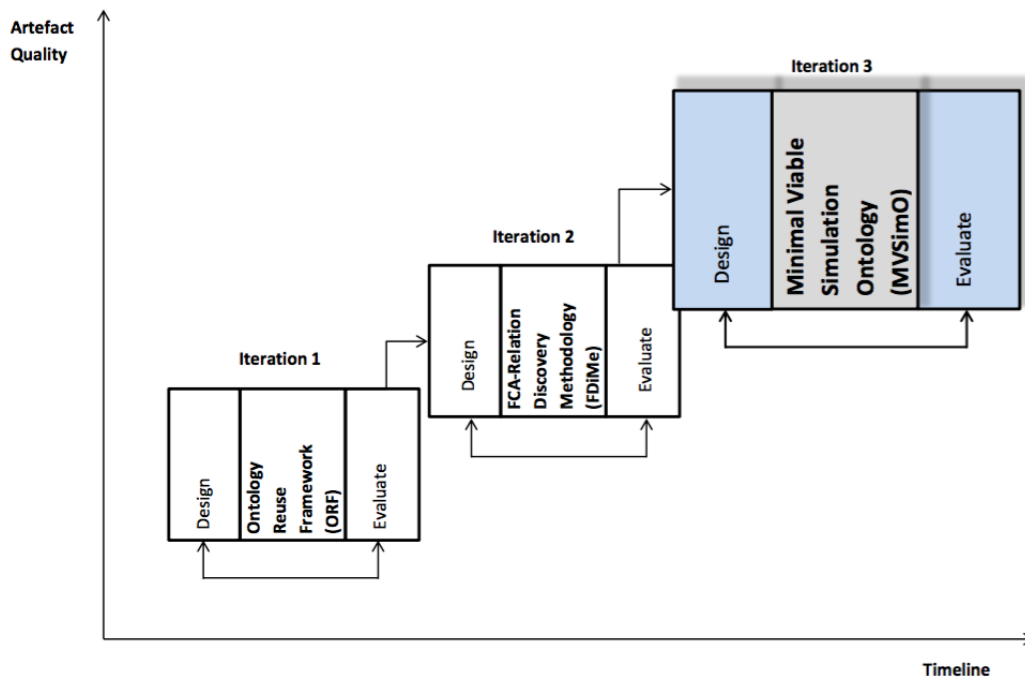 Artefact
Quality
Iteration 3
Design
Minimal Viable
Simulation
Ontology
(MVSimO)
Evaluate
Iteration 2
Design
FCA-Relation
Discovery
Methodology
(FDiMe)
Evaluate
Iteration 1
Design
Ontology
Reuse
Framework
(ORF)
Evaluate
Timeline